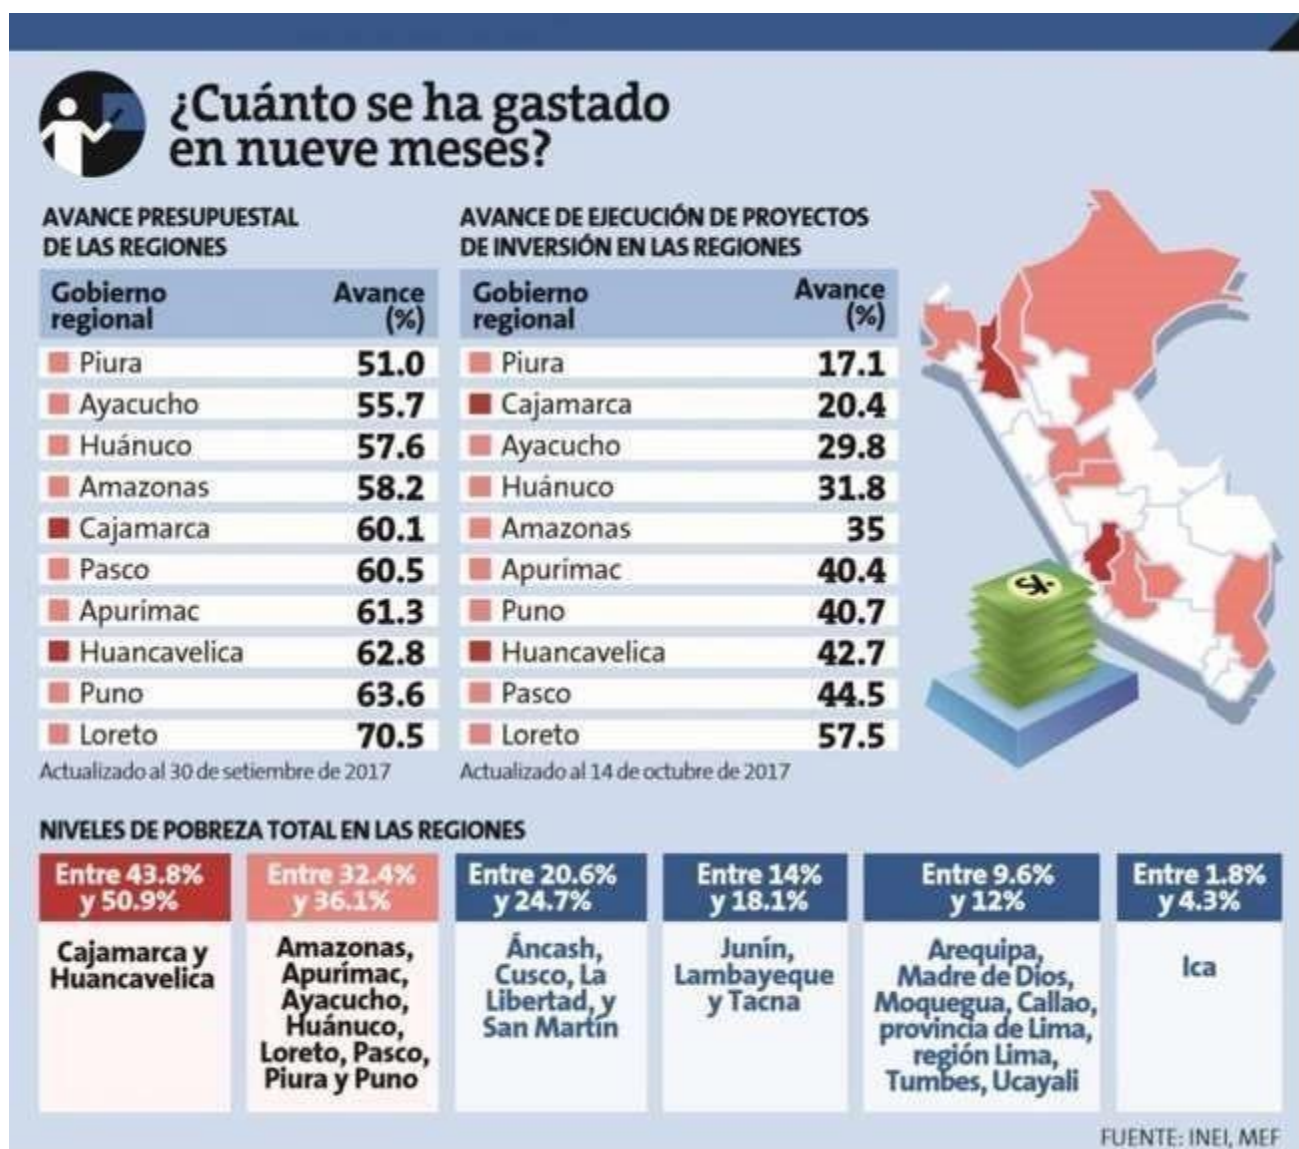 ¿Cuánto se ha gastado
en nueve meses?
AVANCE PRESUPUESTAL
DE LAS REGIONES
Gobierno
regional
Avance
(%)
Piura 51.0
Ayacucho 55.7
Huánuco 57.6
Amazonas 58.2
Cajamarca 60.1
Pasco 60.5
Apurímac 61.3
Huancavelica 62.8
Puno 63.6
Loreto 70.5
Actualizado al 30 de setiembre de 2017
AVANCE DE EJECUCIÓN DE PROYECTOS
DE INVERSIÓN EN LAS REGIONES
Gobierno
regional
Avance
(%)
Piura 17.1
Cajamarca 20.4
Ayacucho 29.8
Huánuco 31.8
Amazonas 35
Apurímac 40.4
Puno 40.7
Huancavelica 42.7
Pasco 44.5
Loreto 57.5
Actualizado al 14 de octubre de 2017
S/.
NIVELES DE POBREZA TOTAL EN LAS REGIONES
Entre 43.8%
y 50.9%
Cajamarca y
Huancavelica
Entre 32.4%
y 36.1%
Amazonas,
Apurímac,
Ayacucho,
Huánuco,
Loreto, Pasco,
Piura y Puno
Entre 20.6%
y 24.7%
Áncash,
Cusco, La
Libertad, y
San Martín
Entre 14%
y 18.1%
Junín,
Lambayeque
y Tacna
Entre 9.6%
y 12%
Arequipa,
Madre de Dios,
Moquegua, Callao,
provincia de Lima,
región Lima,
Tumbes, Ucayali
Entre 1.8%
y 4.3%
Ica
FUENTE: INEI, MEF